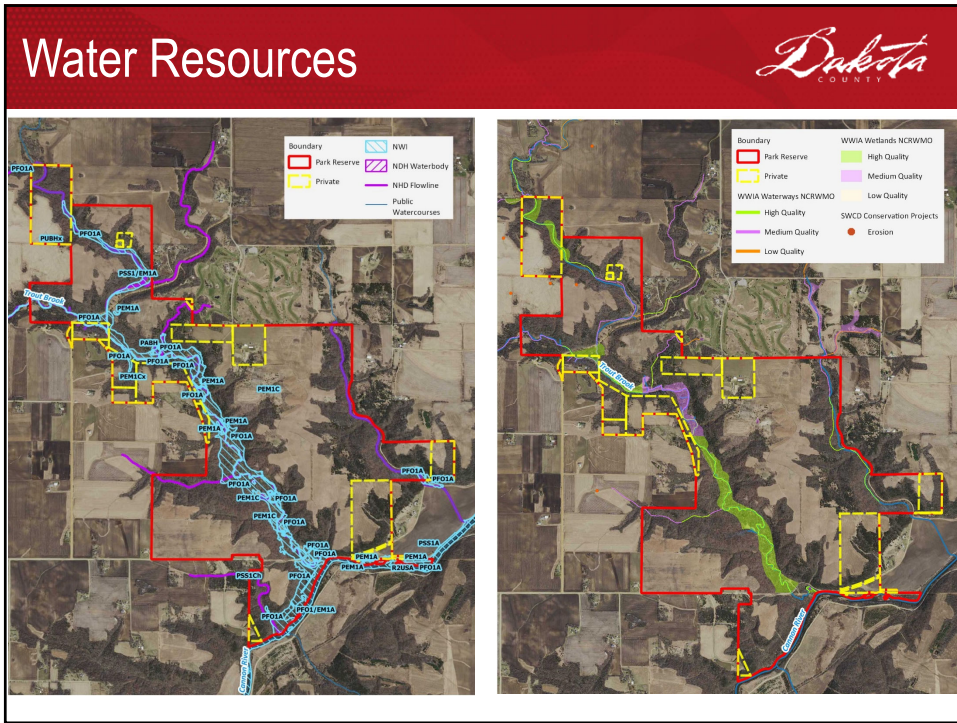 Water Resources
Dakota
COUNTY
Boundary
Park Reserve
Private
NWI
NDH Waterbody
NHD Flowline
Public
Watercourses
PFO1A
PUBHx
PFO1A
PSS1/EM1A
Trout Brook
PEM1A
PFO1A
PABH
PFO1A
PFO1A
PFO1A
PFO1A
PEM1Cx
PEM1A
PEM1C
PFO1A
PEM1A
PEM1A
PFO1A
PFO1A
PFO1A
PFO1A
PEM1C
PFO1A
PEM1C
PFO1A
PFO1A
PFO1A
PEM1A
PEM1A
PSS1A
PEM1A
R2USA
PFO1A
PFO1A
PSS1Ch
PFO1/EM1A
PFO1A
Cannon River
Boundary
Park Reserve
Private
WWIA Waterways NCRWMO
High Quality
Medium Quality
Low Quality
WWIA Wetlands NCRWMO
High Quality
Medium Quality
Low Quality
SWCD Conservation Projects
Erosion
Trout Brook
Cannon River